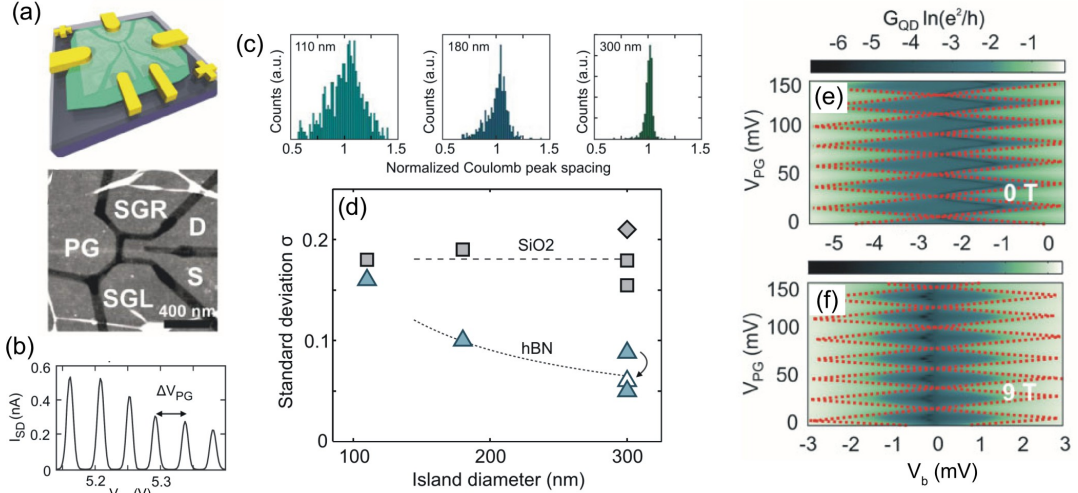 (a)
SGR
D
PG
S
SGL
400 nm
(b)
0.6
0.4
0.2
0
I_SD(nA)
ΔV_PG
5.2
5.3
(V)
(c)
Counts (a.u.)
110 nm
0.5
1
1.5
Counts (a.u.)
180 nm
0.5
1
1.5
Counts (a.u.)
300 nm
0.5
1
1.5
Normalized Coulomb peak spacing
(d)
Standard deviation σ
0.2
0.1
0
SiO2
hBN
100
200
300
Island diameter (nm)
G_QD ln(e²/h)
-6
-5
-4
-3
-2
-1
(e)
V_PG (mV)
150
100
50
0
0 T
-5
-4
-3
-2
-1
0
(f)
V_PG (mV)
150
100
50
0
9 T
-3
-2
-1
0
1
2
3
V_b (mV)